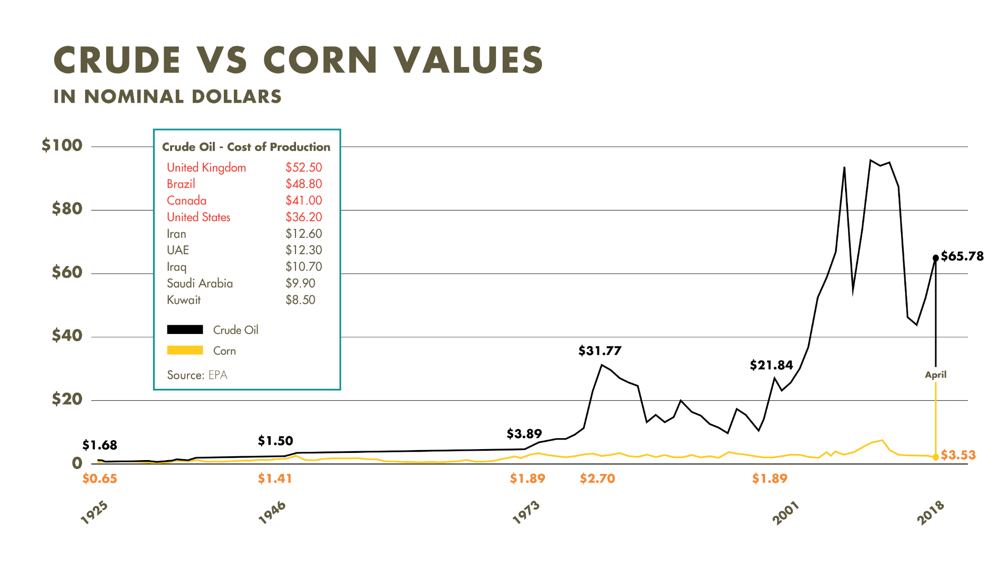 CRUDE VS CORN VALUES
IN NOMINAL DOLLARS
$100
$80
$60
$40
$20
0
Crude Oil - Cost of Production
United Kingdom $52.50
Brazil $48.80
Canada $41.00
United States $36.20
Iran $12.60
UAE $12.30
Iraq $10.70
Saudi Arabia $9.90
Kuwait $8.50
Crude Oil
Corn
Source: EPA
$1.68
$1.50
$3.89
$31.77
$21.84
$65.78
April
$3.53
$0.65
$1.41
$1.89
$2.70
$1.89
1925
1946
1973
2001
2018